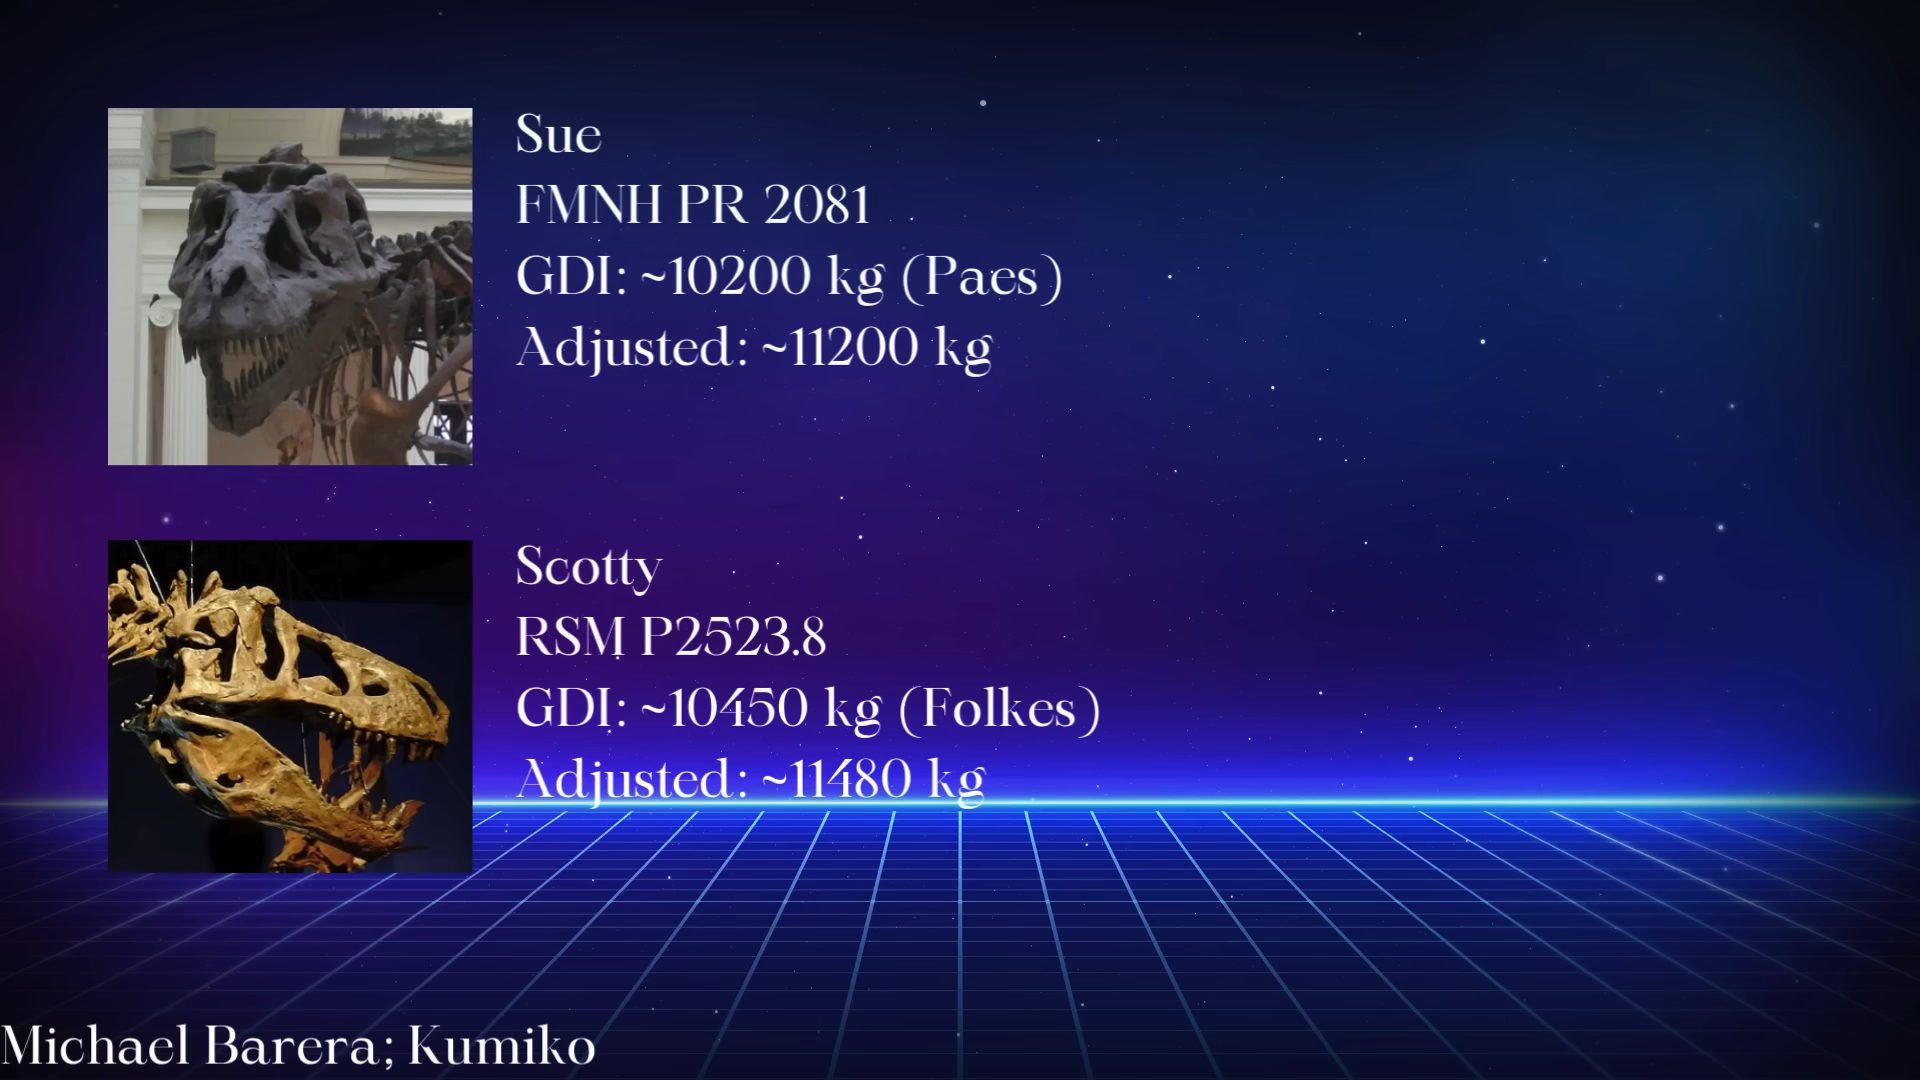 Sue
FMNH PR 2081
GDI: ~10200 kg (Paes)
Adjusted: ~11200 kg
Scotty
RSM P2523.8
GDI: ~10450 kg (Folkes)
Adjusted: ~11480 kg
Michael Barera; Kumiko